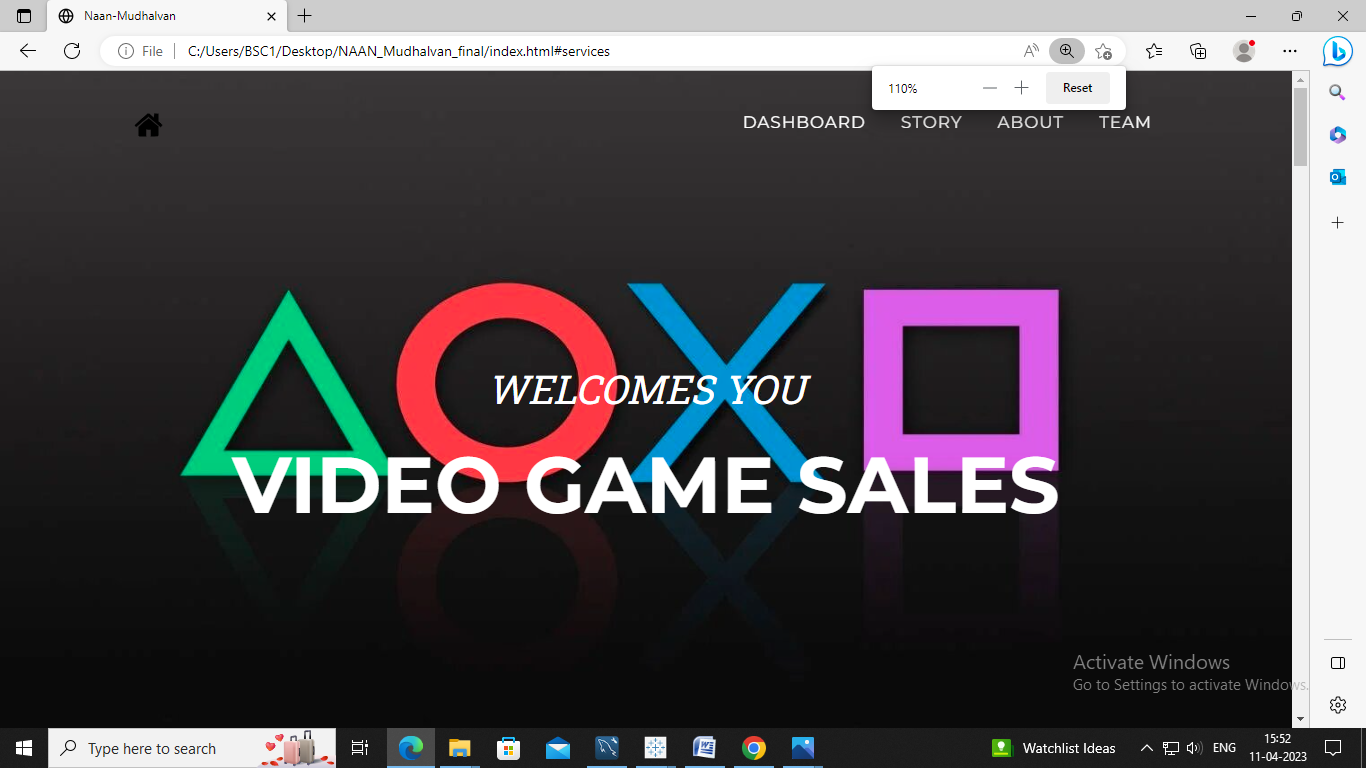 Naan-Mudhalvan
File
C:/Users/BSC1/Desktop/NAAN_Mudhalvan_final/index.html#services
110%
Reset
DASHBOARD STORY ABOUT TEAM
WELCOMES YOU
VIDEO GAME SALES
Activate Windows
Go to Settings to activate Windows.
Type here to search
Watchlist Ideas
ENG
15:52
11-04-2023